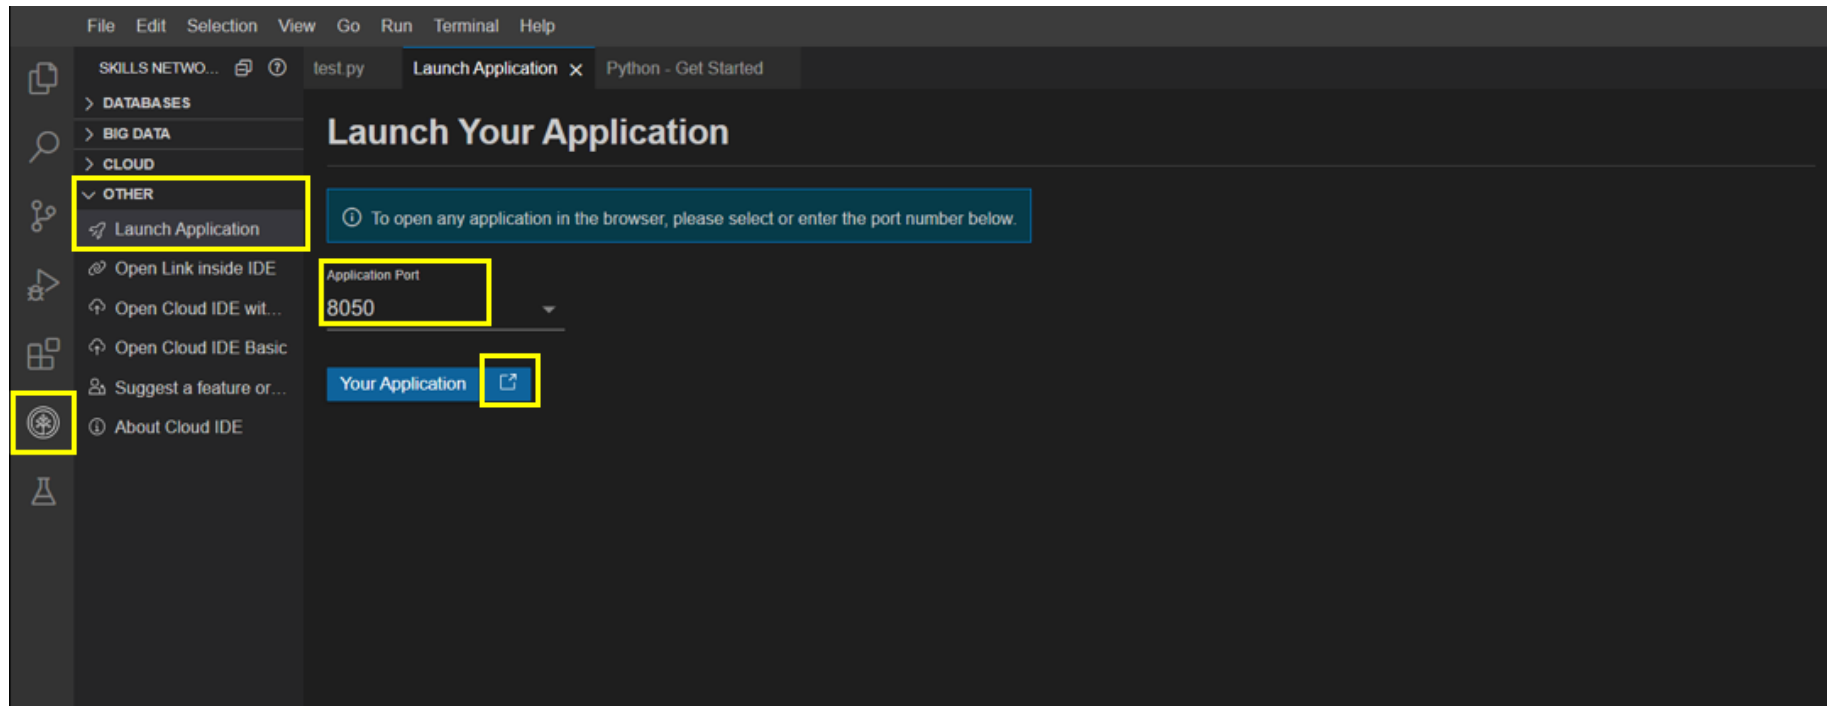 File Edit Selection View Go Run Terminal Help
SKILLS NETWO...
test.py Launch Application Python - Get Started
DATABASES
BIG DATA
CLOUD
OTHER
Launch Application
Open Link inside IDE
Open Cloud IDE wit...
Open Cloud IDE Basic
Suggest a feature or...
About Cloud IDE
Launch Your Application
To open any application in the browser, please select or enter the port number below.
Application Port
8050
Your Application